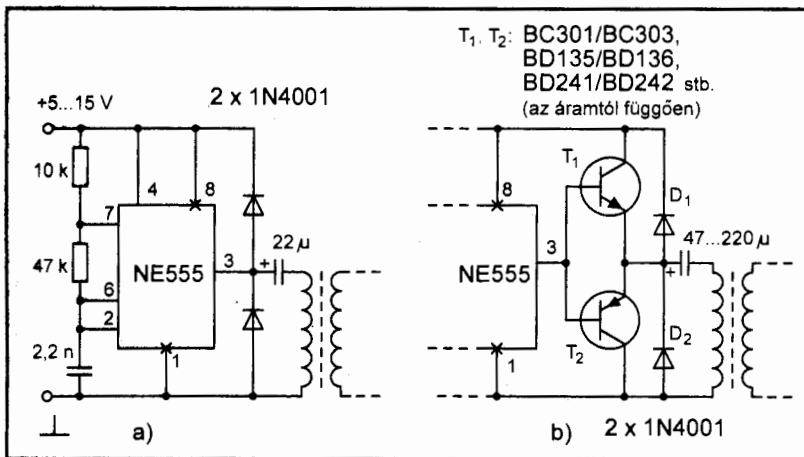 T₁, T₂: BC301/BC303,
BD135/BD136,
BD241/BD242 stb.
(az áramtól függően)
+5...15 V
2 x 1N4001
10 k
4
8
7
47 k
NE555
3
+
22 µ
6
2
2,2 n
1
a)
T₁
8
D₁
3
47...220 µ
NE555
+
1
T₂
D₂
b)
2 x 1N4001